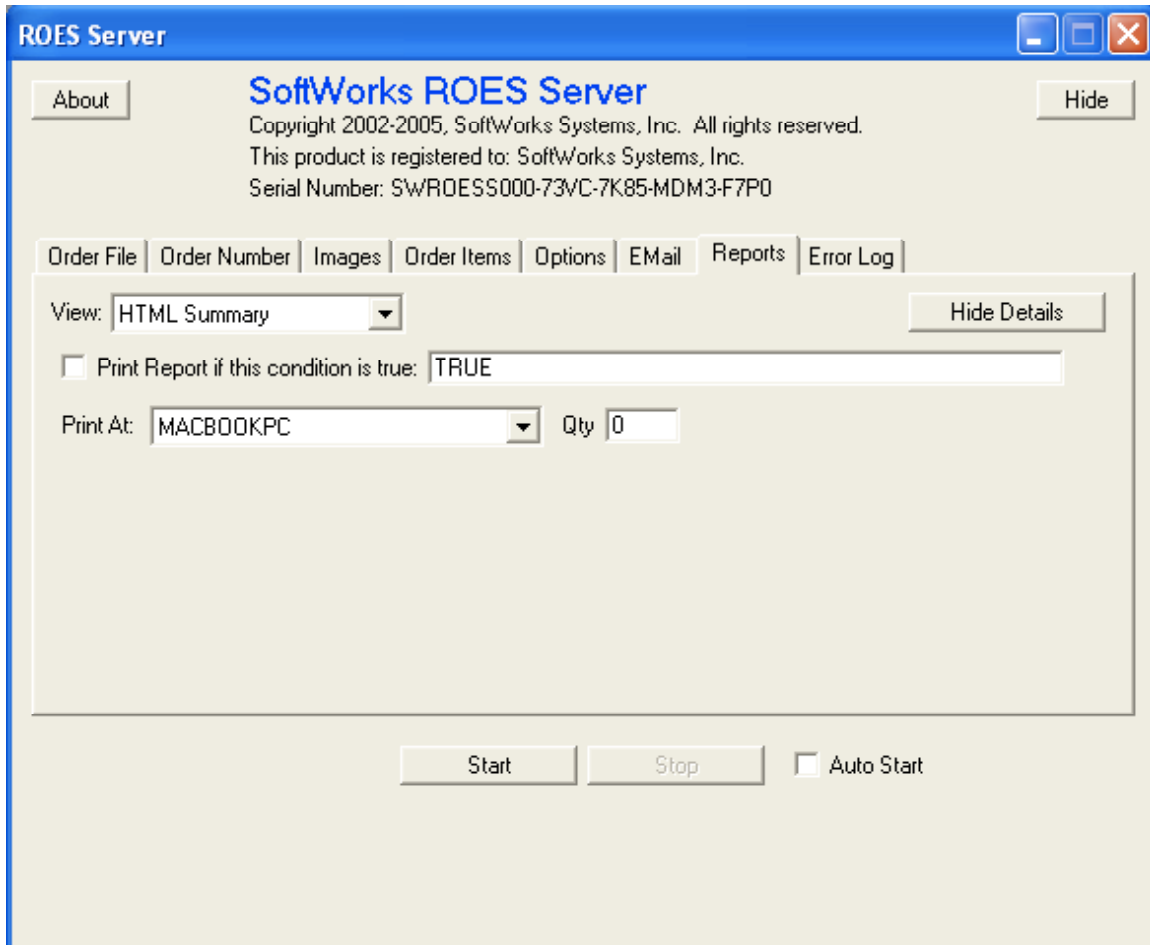 ROES Server
About
SoftWorks ROES Server
Hide
Copyright 2002-2005, SoftWorks Systems, Inc. All rights reserved.
This product is registered to: SoftWorks Systems, Inc.
Serial Number: SWROESS000-73VC-7K85-MDM3-F7P0
Order File Order Number Images Order Items Options EMail Reports Error Log
View: HTML Summary Hide Details
Print Report if this condition is true: TRUE
Print At: MACBOOKPC Qty 0
Start Stop Auto Start